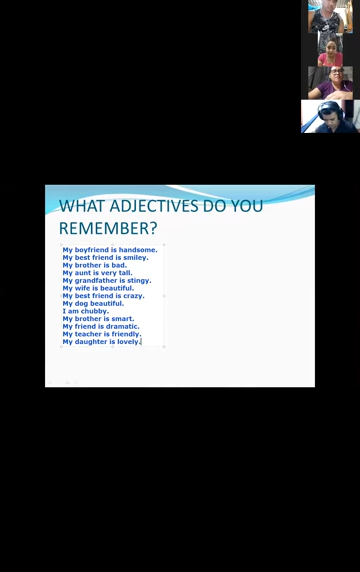 WHAT ADJECTIVES DO YOU
REMEMBER?
My boyfriend is handsome.
My best friend is smiley.
My brother is bad.
My aunt is very tall.
My grandfather is stingy.
My wife is beautiful.
My best friend is crazy.
My dog beautiful.
I am chubby.
My brother is smart.
My friend is dramatic.
My teacher is friendly.
My daughter is lovely.